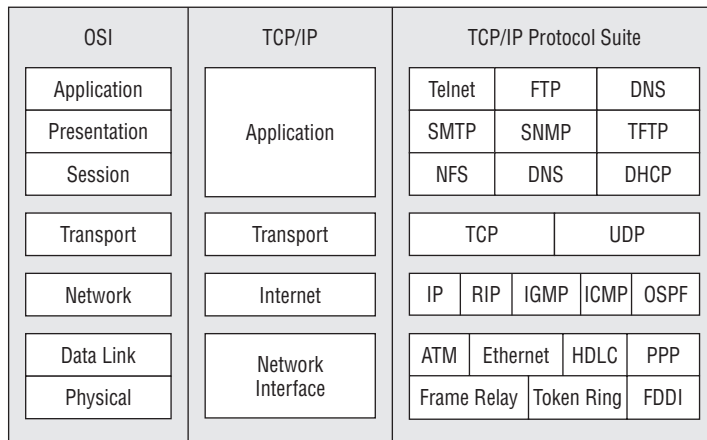 OSI TCP/IP TCP/IP Protocol Suite
Application
Presentation
Session
Transport
Network
Data Link
Physical
Application
Transport
Internet
Network
Interface
Telnet FTP DNS
SMTP SNMP TFTP
NFS DNS DHCP
TCP UDP
IP RIP IGMP ICMP OSPF
ATM Ethernet HDLC PPP
Frame Relay Token Ring FDDI